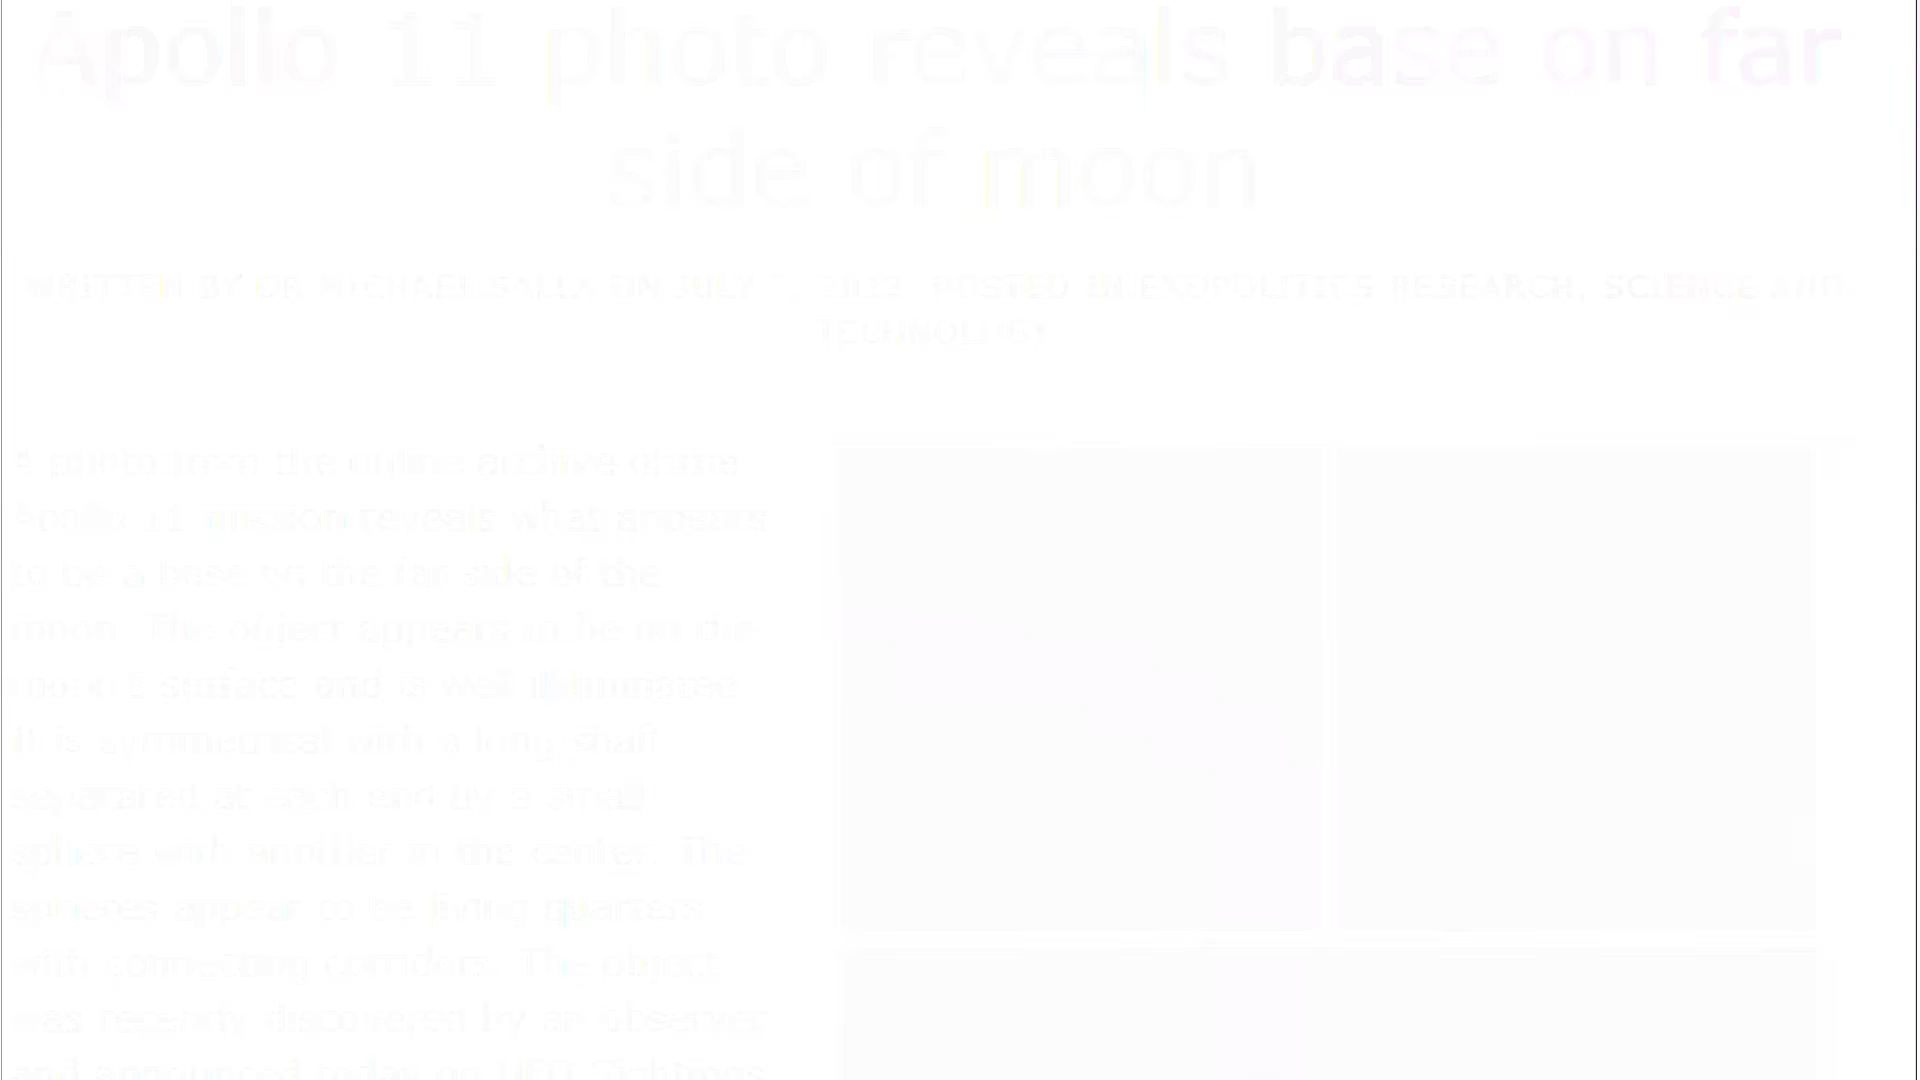 Apollo 11 photo reveals base on far
side of moon
WRITTEN BY DR MICHAEL SALLA ON JULY 2012. POSTED IN EXOPOLITICS RESEARCH, SCIENCE AND
TECHNOLOGY
A photo from the online archive of the
Apollo 11 mission reveals what appears
to be a base on the far side of the
moon. The object appears to be on the
moon's surface and is well illuminated.
It is symmetrical with a long shaft
separated at each end by a small
sphere with another in the center. The
spheres appear to be living quarters
with connecting corridors. The object
was recently discovered by an observer
and announced today on UFO Sightings